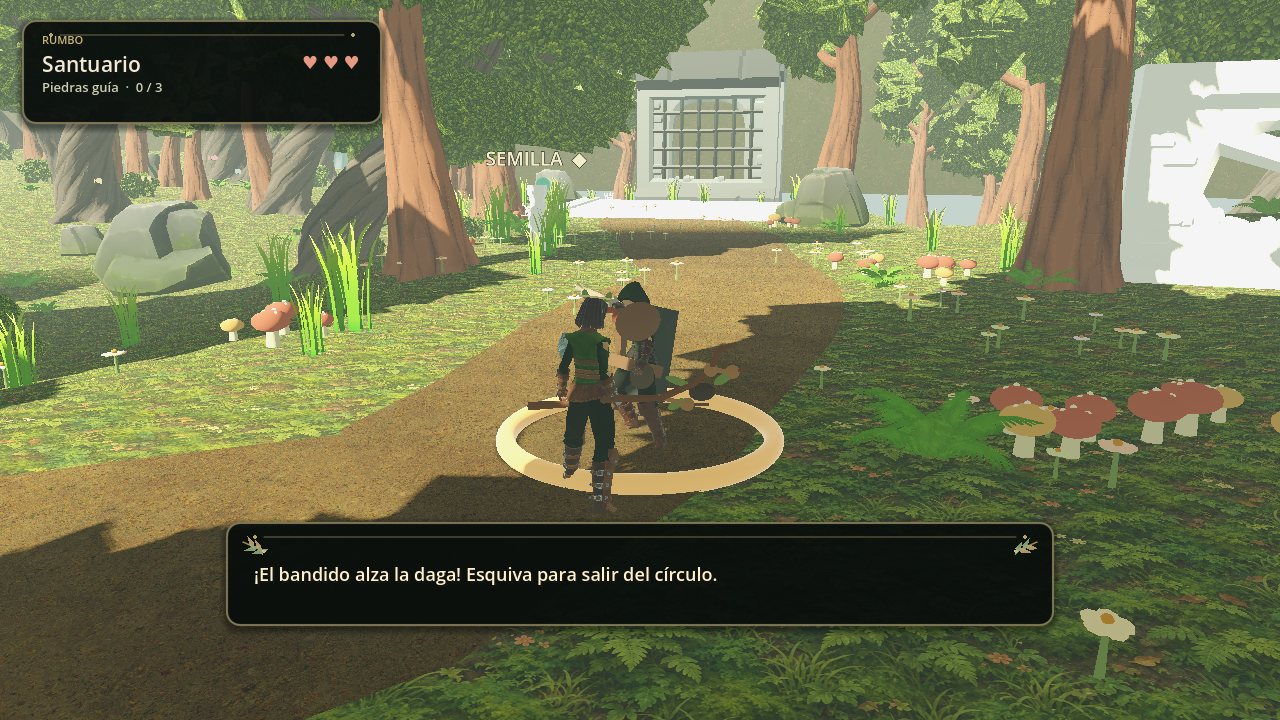 RUMBO
Santuario
Piedras guía · 0 / 3
SEMILLA
¡El bandido alza la daga! Esquiva para salir del círculo.